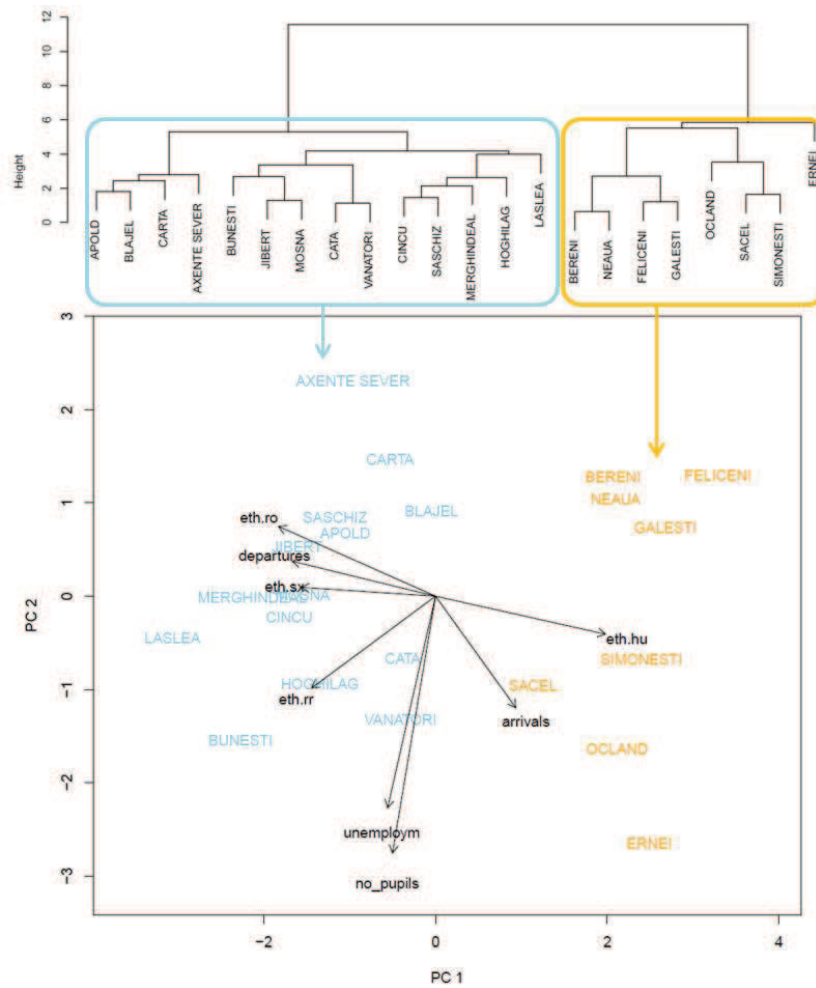 12
10
8
6
4
2
0
Height
APOLD
BLAJEL
CARTA
AXENTE SEVER
BUNESTI
JIBERT
MOSNA
CATA
VANATORI
CINCU
SASCHIZ
MERGHINDEAL
HOGHILAG
LASLEA
BERENI
NEAUA
FELICENI
GALESTI
OCLAND
SACEL
SIMONESTI
ERNEI
3
2
1
0
−1
−2
−3
PC 2
AXENTE SEVER
CARTA
BERENI
FELICENI
NEAUA
BLAJEL
eth.ro
SASCHIZ
GALESTI
APOLD
JIBERT
departures
eth.sx
MOSNA
MERGHINDEAL
CINCU
LASLEA
eth.hu
CATA
SIMONESTI
HOGHILAG
SACEL
eth.rr
VANATORI
arrivals
BUNESTI
OCLAND
unemploym
ERNEI
no_pupils
−2
0
2
4
PC 1